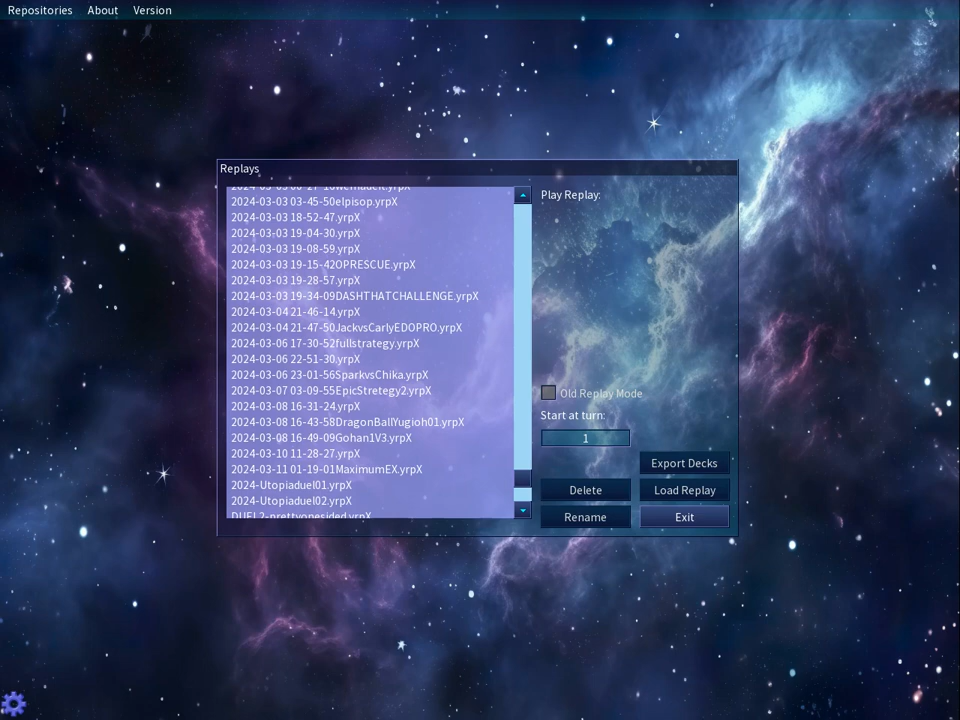 Repositories About Version
Replays
2024-03-03 03-45-50elpisop.yrpX
2024-03-03 18-52-47.yrpX
2024-03-03 19-04-30.yrpX
2024-03-03 19-08-59.yrpX
2024-03-03 19-15-42OPRESCUE.yrpX
2024-03-03 19-28-57.yrpX
2024-03-03 19-34-09DASHTHATCHALLENGE.yrpX
2024-03-04 21-46-14.yrpX
2024-03-04 21-47-50JackvsCarlyEDOPRO.yrpX
2024-03-06 17-30-52fullstrategy.yrpX
2024-03-06 22-51-30.yrpX
2024-03-06 23-01-56SparkvsChika.yrpX
2024-03-07 03-09-55EpicStretegy2.yrpX
2024-03-08 16-31-24.yrpX
2024-03-08 16-43-58DragonBallYugioh01.yrpX
2024-03-08 16-49-09Gohan1V3.yrpX
2024-03-10 11-28-27.yrpX
2024-03-11 01-19-01MaximumEX.yrpX
2024-Utopiaduel01.yrpX
2024-Utopiaduel02.yrpX
DUEL2-prettyonesided.yrpX
Play Replay:
Old Replay Mode
Start at turn:
1
Export Decks
Delete Load Replay
Rename Exit